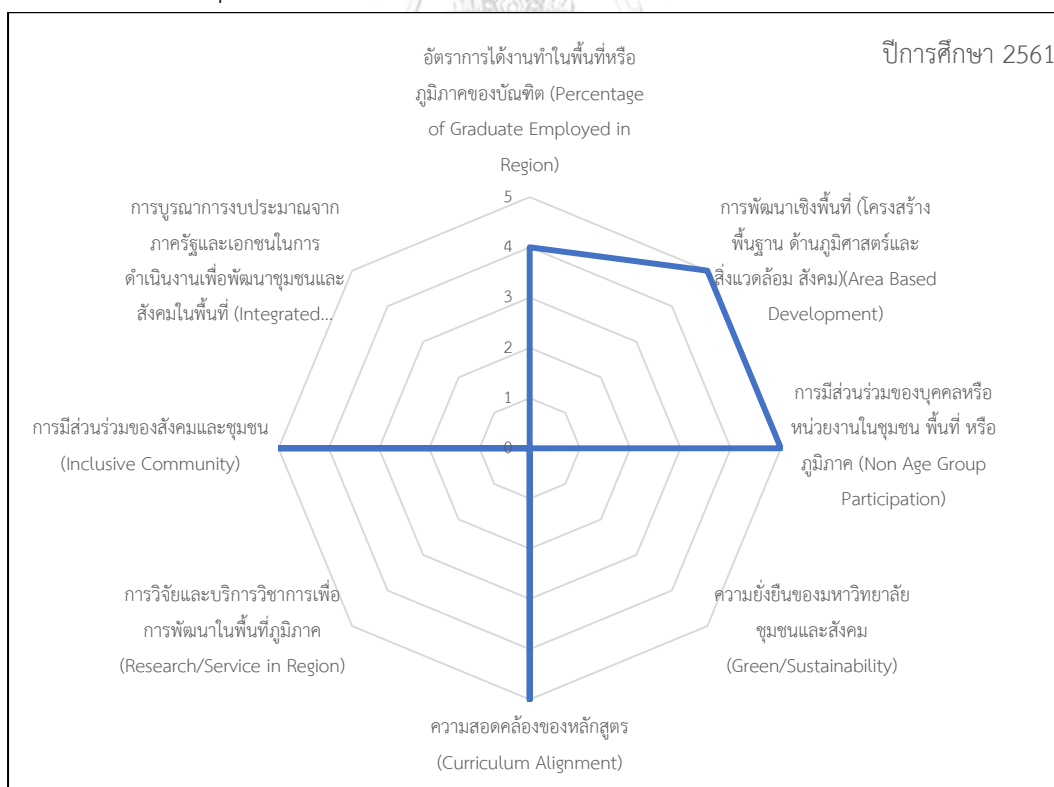 ปีการศึกษา 2561
อัตราการได้งานทำในพื้นที่หรือ
ภูมิภาคของบัณฑิต (Percentage
of Graduate Employed in
Region)
การพัฒนาเชิงพื้นที่ (โครงสร้าง
พื้นฐาน ด้านภูมิศาสตร์และ
สิ่งแวดล้อม สังคม)(Area Based
Development)
การมีส่วนร่วมของบุคคลหรือ
หน่วยงานในชุมชน พื้นที่ หรือ
ภูมิภาค (Non Age Group
Participation)
ความยั่งยืนของมหาวิทยาลัย
ชุมชนและสังคม
(Green/Sustainability)
ความสอดคล้องของหลักสูตร
(Curriculum Alignment)
การวิจัยและบริการวิชาการเพื่อ
การพัฒนาในพื้นที่ภูมิภาค
(Research/Service in Region)
การมีส่วนร่วมของสังคมและชุมชน
(Inclusive Community)
การบูรณาการงบประมาณจาก
ภาครัฐและเอกชนในการ
ดำเนินงานเพื่อพัฒนาชุมชนและ
สังคมในพื้นที่ (Integrated...
5
4
3
2
1
0